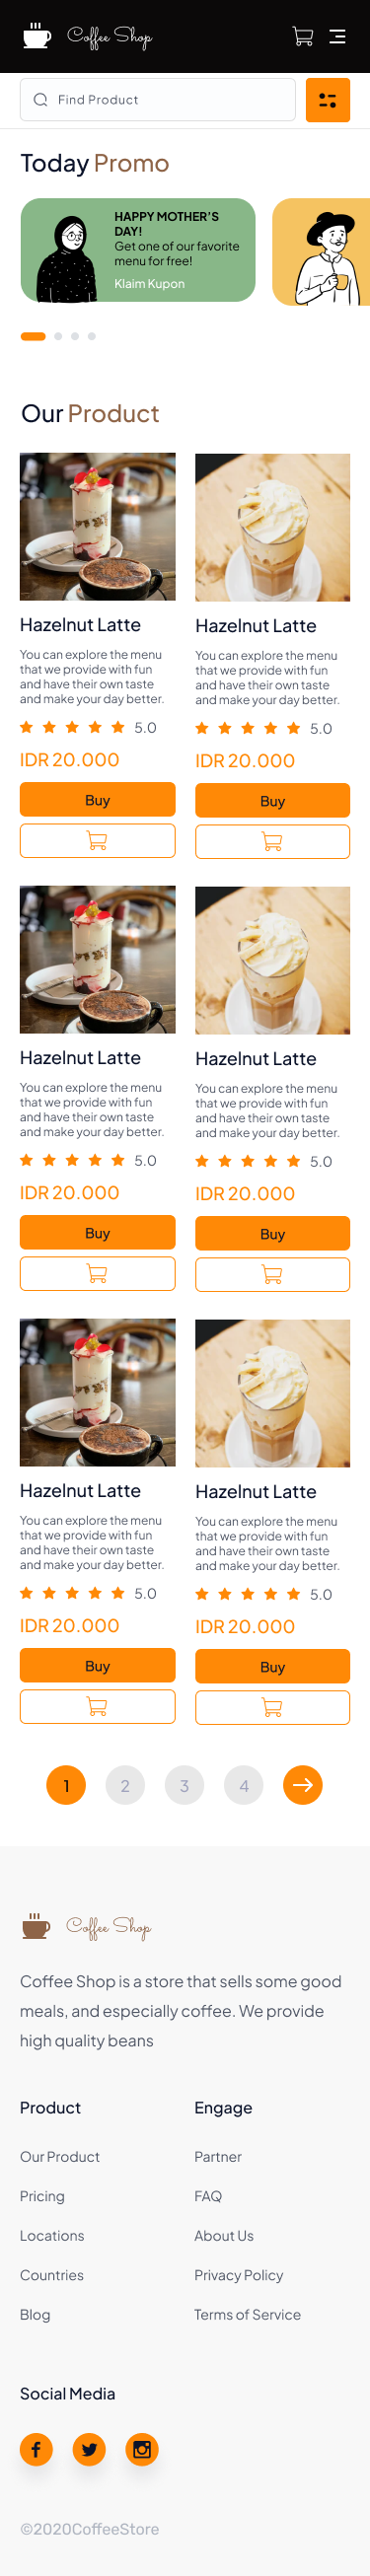 Coffee Shop
Find Product
Today Promo
HAPPY MOTHER'S
DAY!
Get one of our favorite
menu for free!
Klaim Kupon
Our Product
Hazelnut Latte
You can explore the menu
that we provide with fun
and have their own taste
and make your day better.
5.0
IDR 20.000
Buy
Hazelnut Latte
You can explore the menu
that we provide with fun
and have their own taste
and make your day better.
5.0
IDR 20.000
Buy
Hazelnut Latte
You can explore the menu
that we provide with fun
and have their own taste
and make your day better.
5.0
IDR 20.000
Buy
Hazelnut Latte
You can explore the menu
that we provide with fun
and have their own taste
and make your day better.
5.0
IDR 20.000
Buy
Hazelnut Latte
You can explore the menu
that we provide with fun
and have their own taste
and make your day better.
5.0
IDR 20.000
Buy
Hazelnut Latte
You can explore the menu
that we provide with fun
and have their own taste
and make your day better.
5.0
IDR 20.000
Buy
1 2 3 4
Coffee Shop
Coffee Shop is a store that sells some good
meals, and especially coffee. We provide
high quality beans
Product
Our Product
Pricing
Locations
Countries
Blog
Engage
Partner
FAQ
About Us
Privacy Policy
Terms of Service
Social Media
©2020CoffeeStore